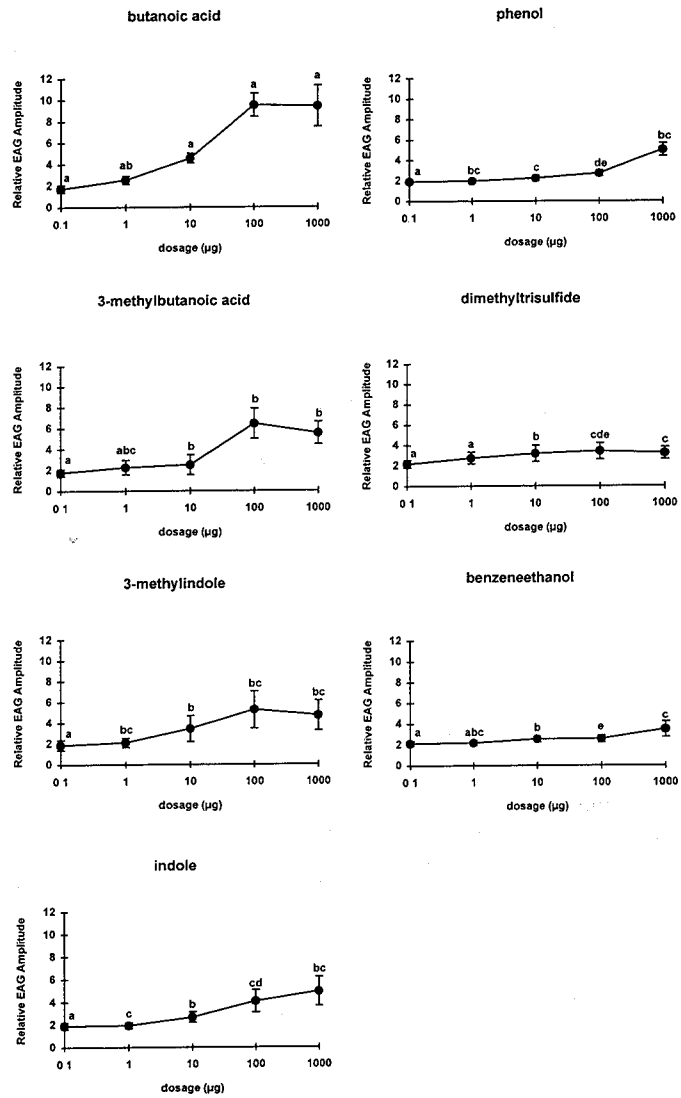 butanoic acid
Relative EAG Amplitude
12
10
8
6
4
2
0
a
ab
a
a
a
0 1
1
10
100
1000
dosage (µg)
phenol
Relative EAG Amplitude
12
10
8
6
4
2
0
a
bc
c
de
bc
0.1
1
10
100
1000
dosage (µg)
3-methylbutanoic acid
Relative EAG Amplitude
12
10
8
6
4
2
0
a
abc
b
b
b
0 1
1
10
100
1000
dosage (µg)
dimethyltrisulfide
Relative EAG Amplitude
12
10
8
6
4
2
0
a
a
b
cde
c
0 1
1
10
100
1000
dosage (µg)
3-methylindole
Relative EAG Amplitude
12
10
8
6
4
2
0
a
bc
b
bc
bc
0 1
1
10
100
1000
dosage (µg)
benzeneethanol
Relative EAG Amplitude
12
10
8
6
4
2
0
a
abc
b
e
c
0 1
1
10
100
1000
dosage (µg)
indole
Relative EAG Amplitude
12
10
8
6
4
2
0
a
c
b
cd
bc
0 1
1
10
100
1000
dosage (µg)